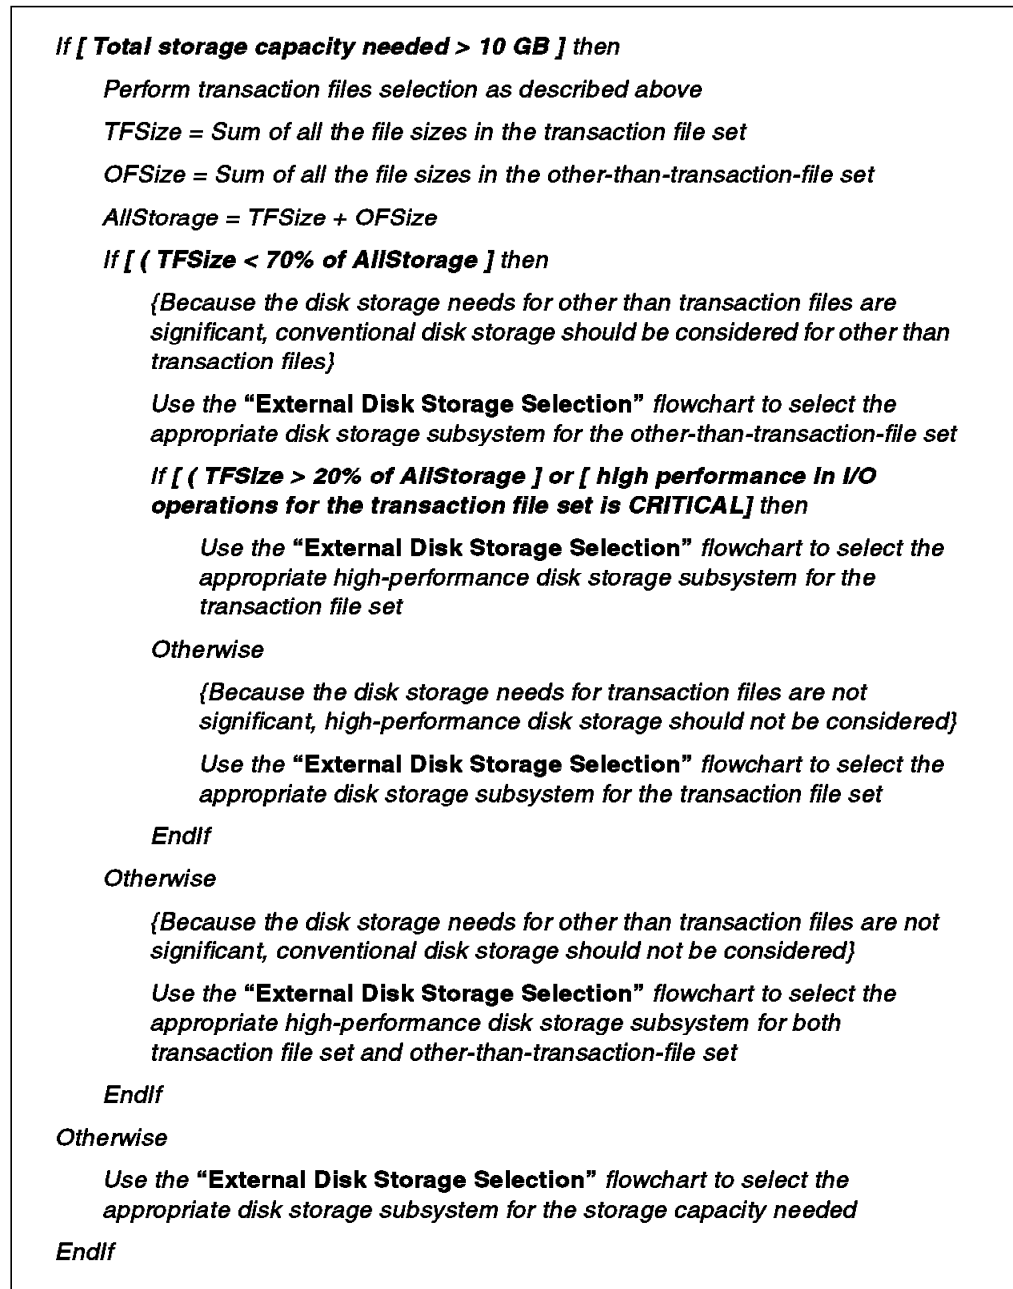 If [ Total storage capacity needed > 10 GB ] then
Perform transaction files selection as described above
TFSize = Sum of all the file sizes in the transaction file set
OFSize = Sum of all the file sizes in the other-than-transaction-file set
AllStorage = TFSize + OFSize
If [ ( TFSize < 70% of AllStorage ] then
{Because the disk storage needs for other than transaction files are
significant, conventional disk storage should be considered for other than
transaction files}
Use the “External Disk Storage Selection” flowchart to select the
appropriate disk storage subsystem for the other-than-transaction-file set
If [ ( TFSize > 20% of AllStorage ] or [ high performance in I/O
operations for the transaction file set is CRITICAL] then
Use the “External Disk Storage Selection” flowchart to select the
appropriate high-performance disk storage subsystem for the
transaction file set
Otherwise
{Because the disk storage needs for transaction files are not
significant, high-performance disk storage should not be considered}
Use the “External Disk Storage Selection” flowchart to select the
appropriate disk storage subsystem for the transaction file set
EndIf
Otherwise
{Because the disk storage needs for other than transaction files are not
significant, conventional disk storage should not be considered}
Use the “External Disk Storage Selection” flowchart to select the
appropriate high-performance disk storage subsystem for both
transaction file set and other-than-transaction-file set
EndIf
Otherwise
Use the “External Disk Storage Selection” flowchart to select the
appropriate disk storage subsystem for the storage capacity needed
EndIf